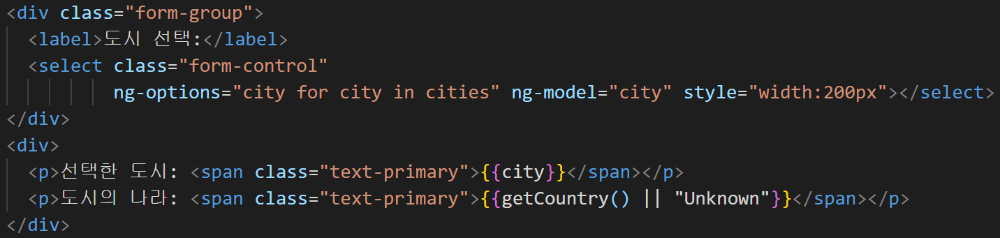 <div class="form-group">
<label>도시 선택:</label>
<select class="form-control"
ng-options="city for city in cities" ng-model="city" style="width:200px"></select>
</div>
<div>
<p>선택한 도시: <span class="text-primary">{{city}}</span></p>
<p>도시의 나라: <span class="text-primary">{{getCountry() || "Unknown"}}</span></p>
</div>